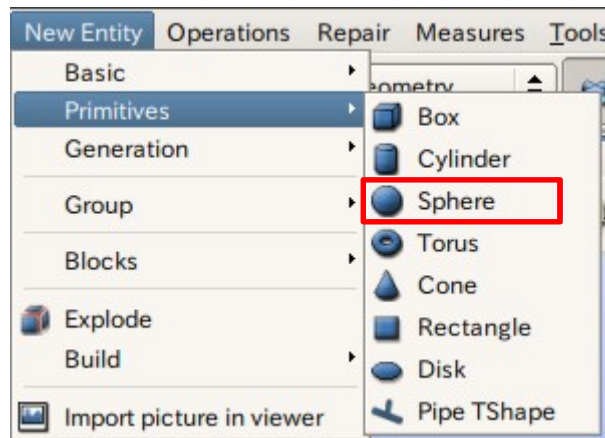 New Entity Operations Repair Measures Tools
Basic
Primitives
Generation
Group
Blocks
Explode
Build
Import picture in viewer
Box
Cylinder
Sphere
Torus
Cone
Rectangle
Disk
Pipe TShape